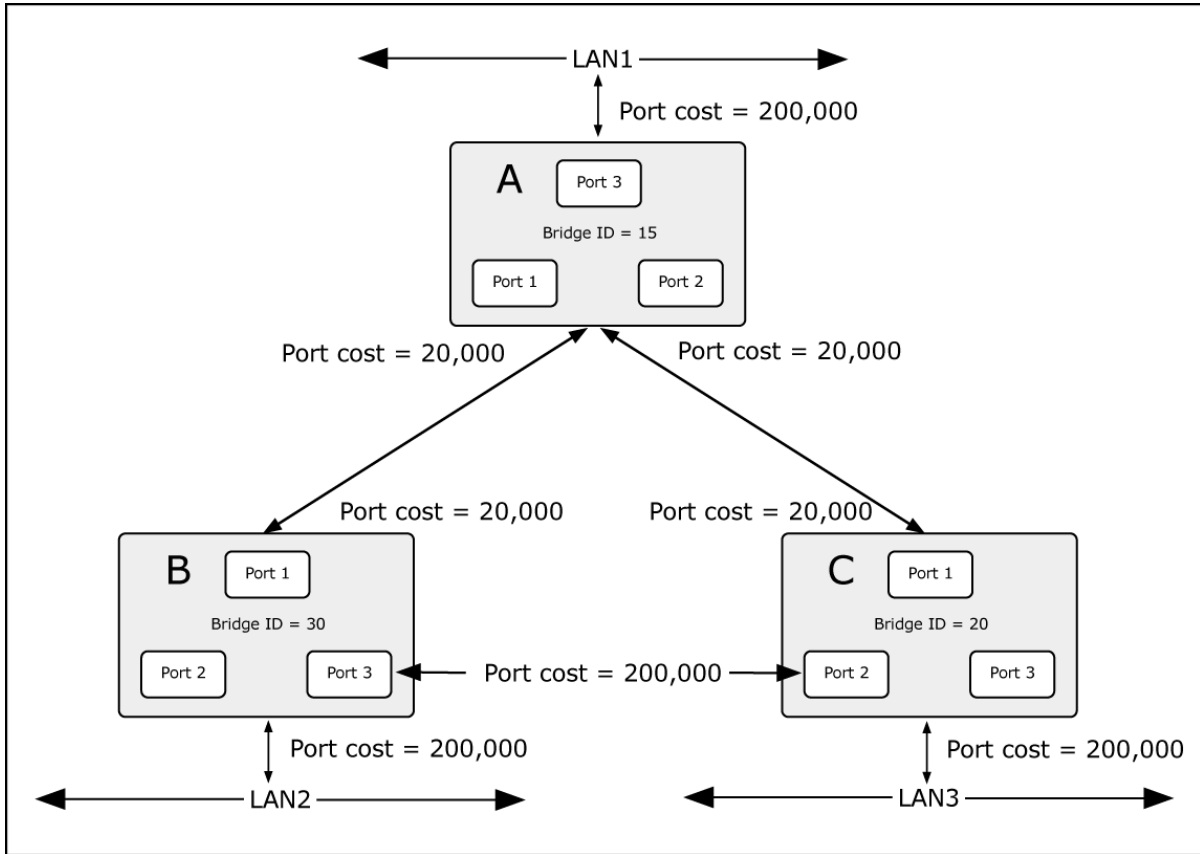 LAN1
Port cost = 200,000
A
Port 3
Bridge ID = 15
Port 1
Port 2
Port cost = 20,000
Port cost = 20,000
Port cost = 20,000
Port cost = 20,000
B
Port 1
C
Port 1
Bridge ID = 30
Bridge ID = 20
Port 2
Port 3
Port cost = 200,000
Port 2
Port 3
Port cost = 200,000
Port cost = 200,000
LAN2
LAN3